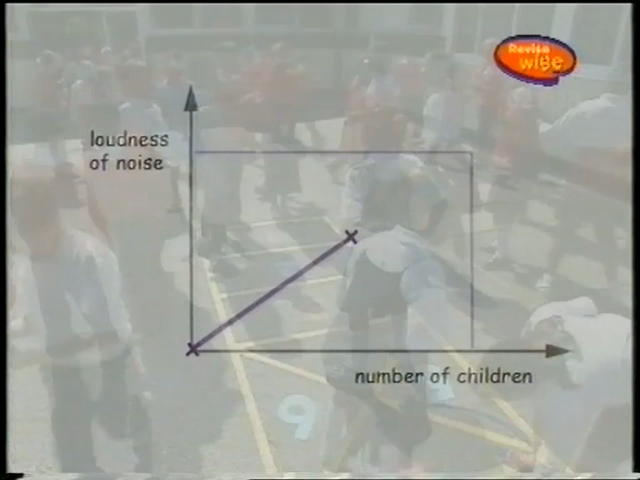 Revise
wise
loudness
of noise
number of children
9